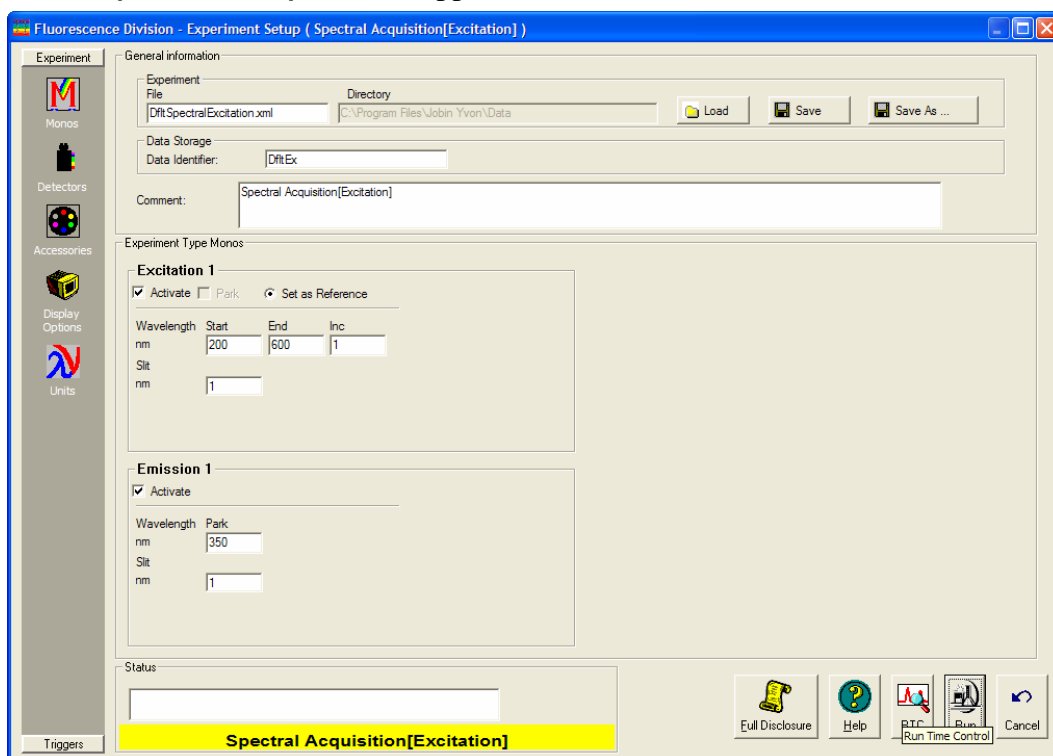 Fluorescence Division - Experiment Setup ( Spectral Acquisition[Excitation] )
Experiment
Monos
Detectors
Accessories
Display
Options
Units
Triggers
General information
Experiment
File
Directory
DfltSpectralExcitation.xml
C:\Program Files\Jobin Yvon\Data
Load
Save
Save As ...
Data Storage
Data Identifier:
DfltEx
Comment:
Spectral Acquisition[Excitation]
Experiment Type Monos
Excitation 1
Activate Park Set as Reference
Wavelength Start End Inc
nm 200 600 1
Slit
nm 1
Emission 1
Activate
Wavelength Park
nm 350
Slit
nm 1
Status
Spectral Acquisition[Excitation]
Full Disclosure
Help
RTC
Run
Cancel
Run Time Control